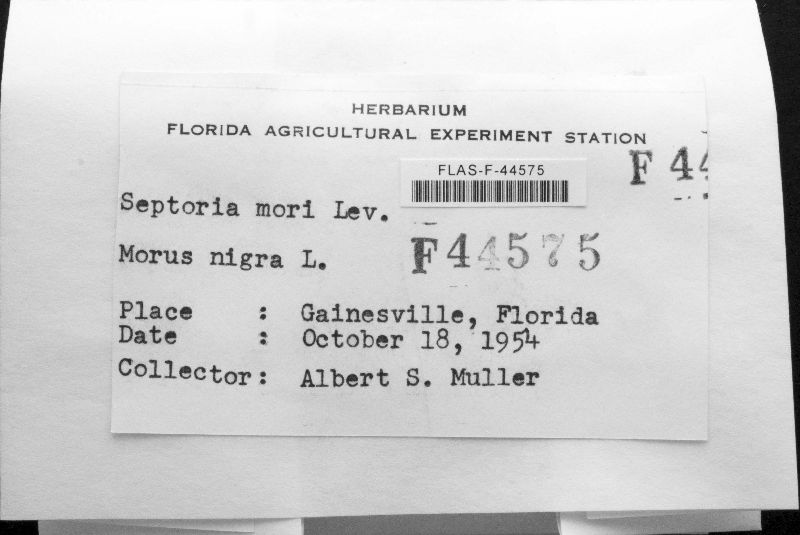 HERBARIUM
FLORIDA AGRICULTURAL EXPERIMENT STATION
F 44
FLAS-F-44575
Septoria mori Lev.
Morus nigra L. F44575
Place : Gainesville, Florida
Date : October 18, 1954
Collector: Albert S. Muller